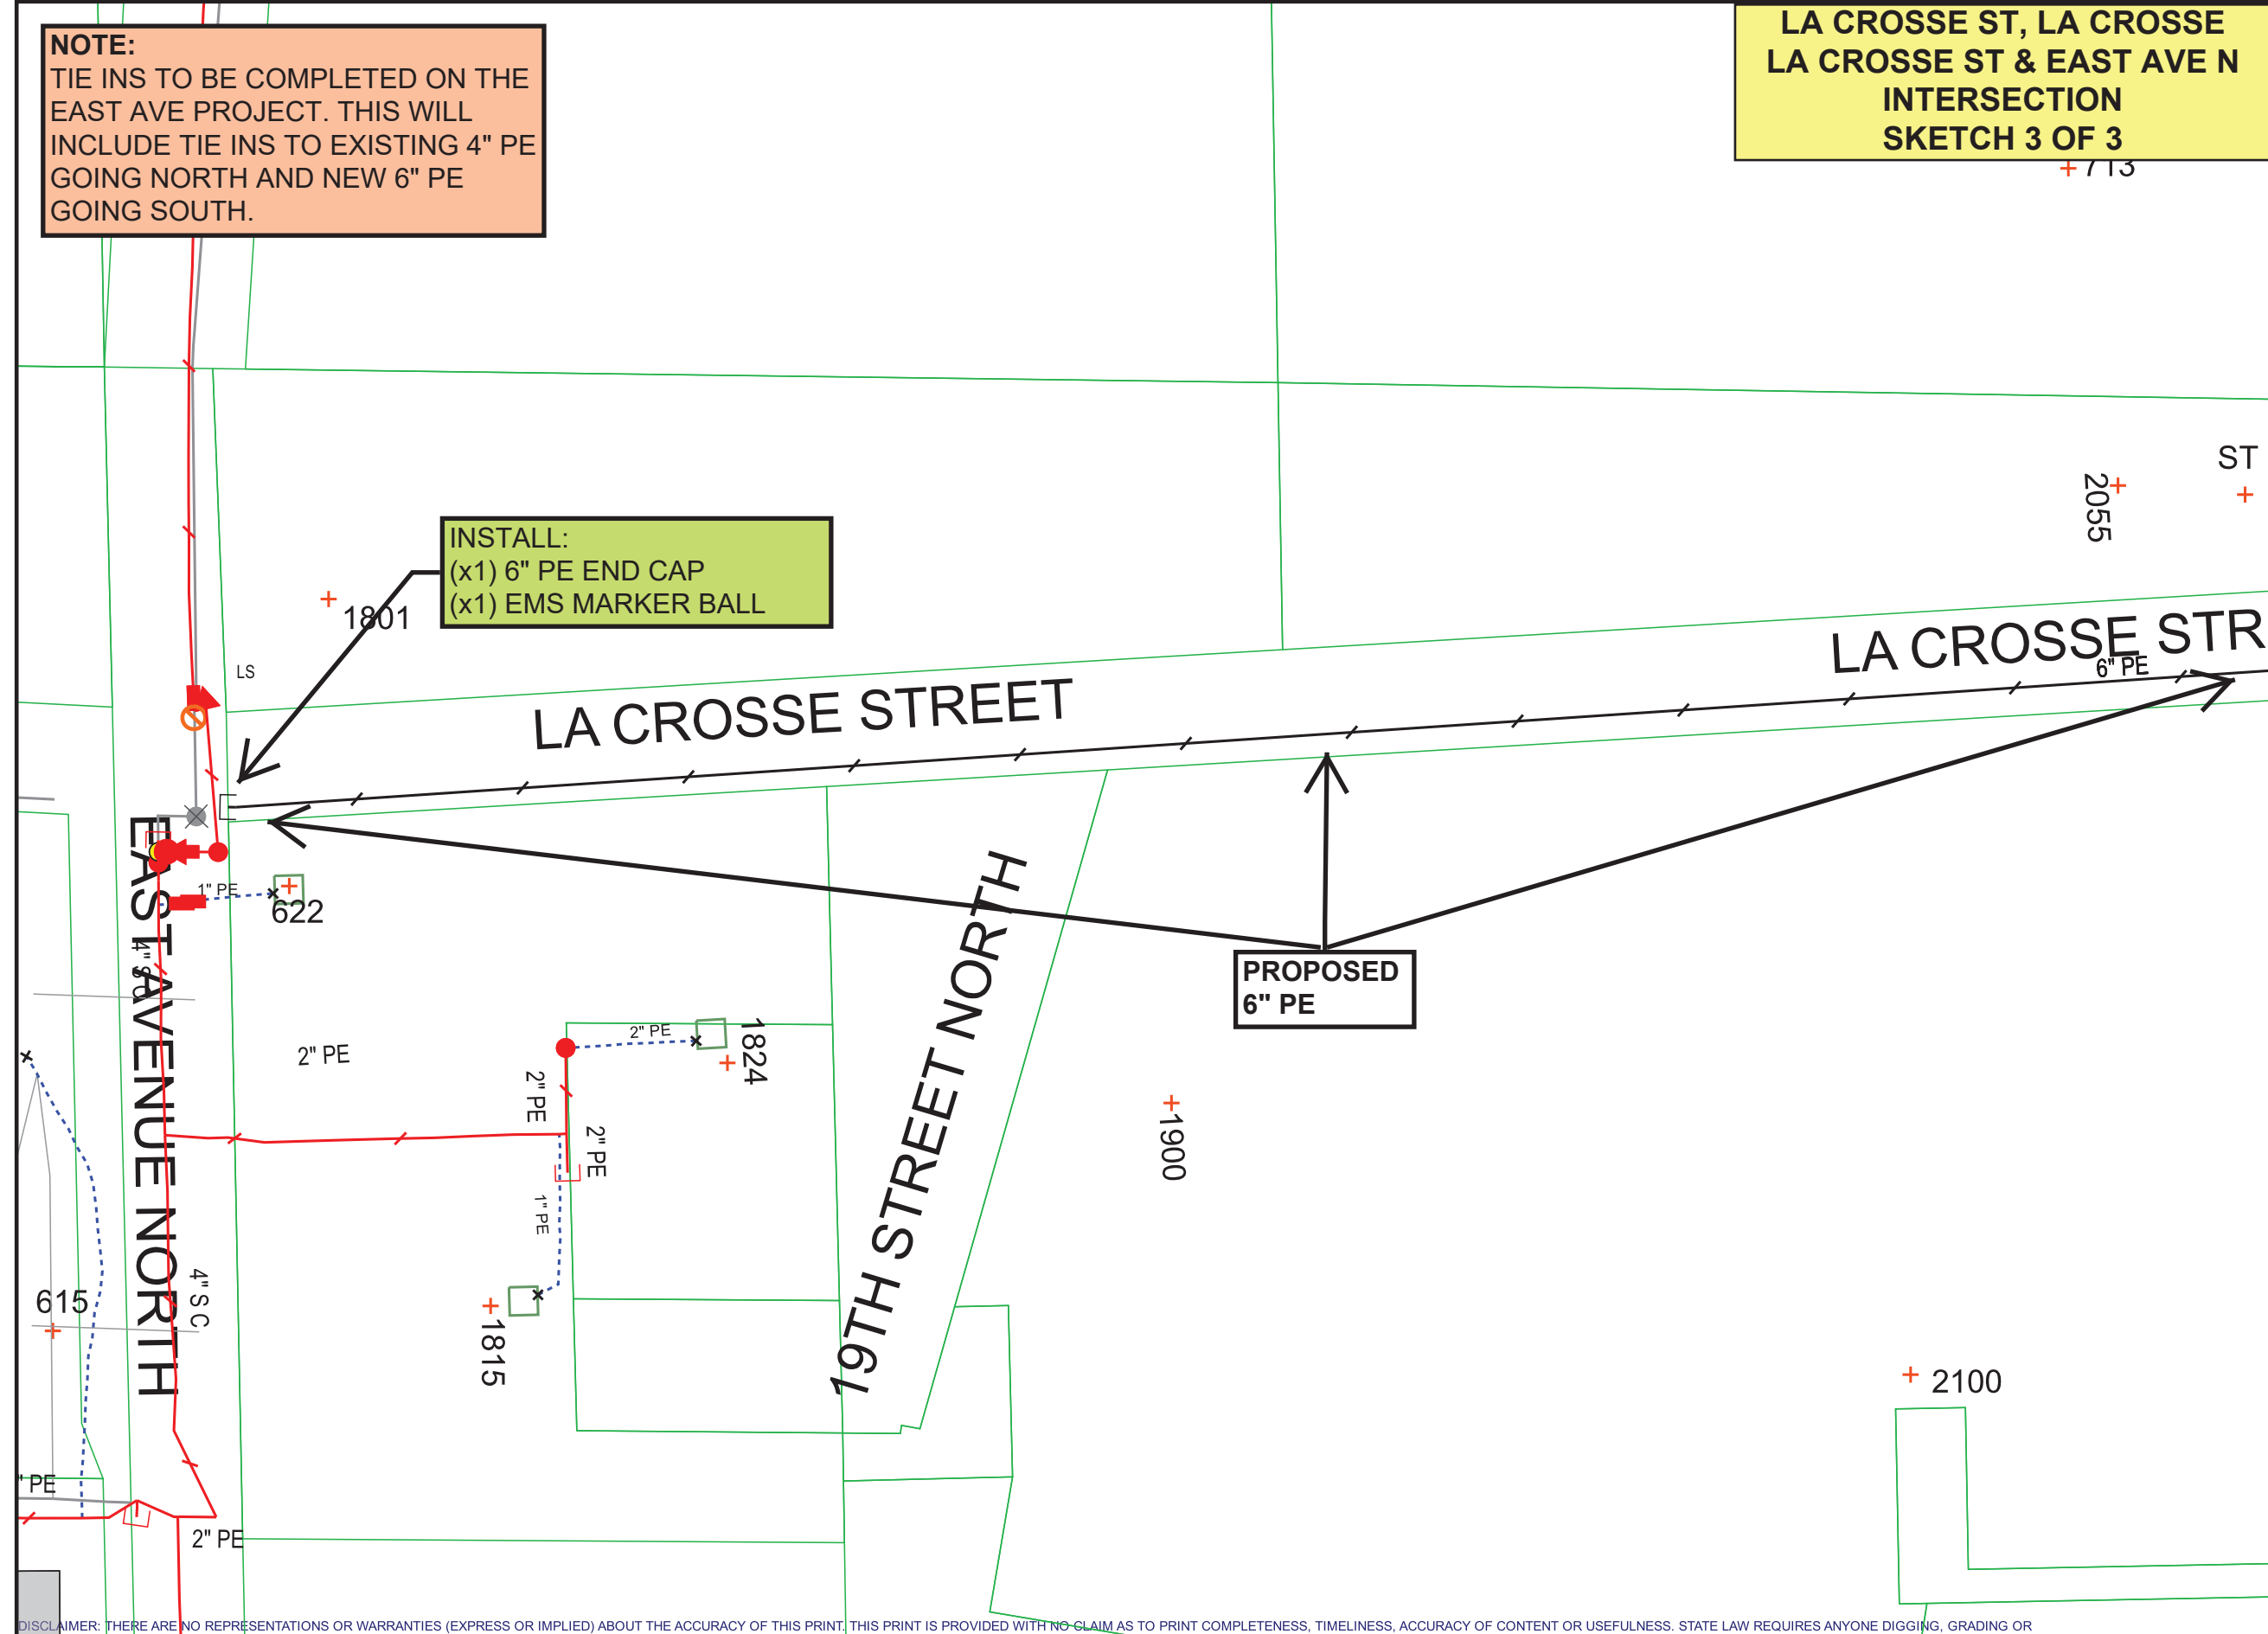 NOTE:
TIE INS TO BE COMPLETED ON THE
EAST AVE PROJECT. THIS WILL
INCLUDE TIE INS TO EXISTING 4" PE
GOING NORTH AND NEW 6" PE
GOING SOUTH.
LA CROSSE ST, LA CROSSE
LA CROSSE ST & EAST AVE N
INTERSECTION
SKETCH 3 OF 3
713
ST
2055
INSTALL:
(x1) 6" PE END CAP
(x1) EMS MARKER BALL
1801
LS
LA CROSSE STREET
LA CROSSE STR
6" PE
EAST AVENUE NORTH
1" PE
622
4" S C
19TH STREET NORTH
PROPOSED
6" PE
2" PE
2" PE
1824
2" PE
2" PE
1900
1" PE
4" S C
615
1815
2100
" PE
2" PE
DISCLAIMER: THERE ARE NO REPRESENTATIONS OR WARRANTIES (EXPRESS OR IMPLIED) ABOUT THE ACCURACY OF THIS PRINT. THIS PRINT IS PROVIDED WITH NO CLAIM AS TO PRINT COMPLETENESS, TIMELINESS, ACCURACY OF CONTENT OR USEFULNESS. STATE LAW REQUIRES ANYONE DIGGING, GRADING OR